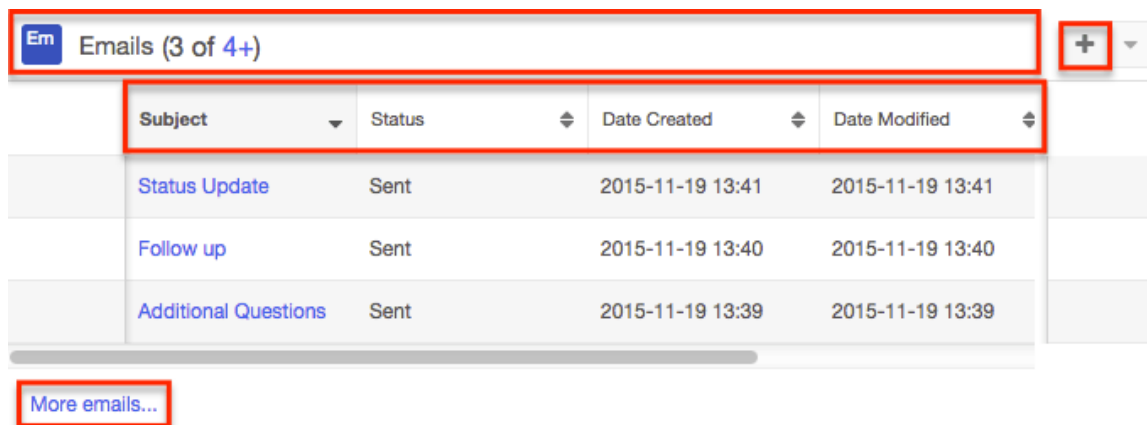 Em Emails (3 of 4+) +
Subject Status Date Created Date Modified
Status Update Sent 2015-11-19 13:41 2015-11-19 13:41
Follow up Sent 2015-11-19 13:40 2015-11-19 13:40
Additional Questions Sent 2015-11-19 13:39 2015-11-19 13:39
More emails...